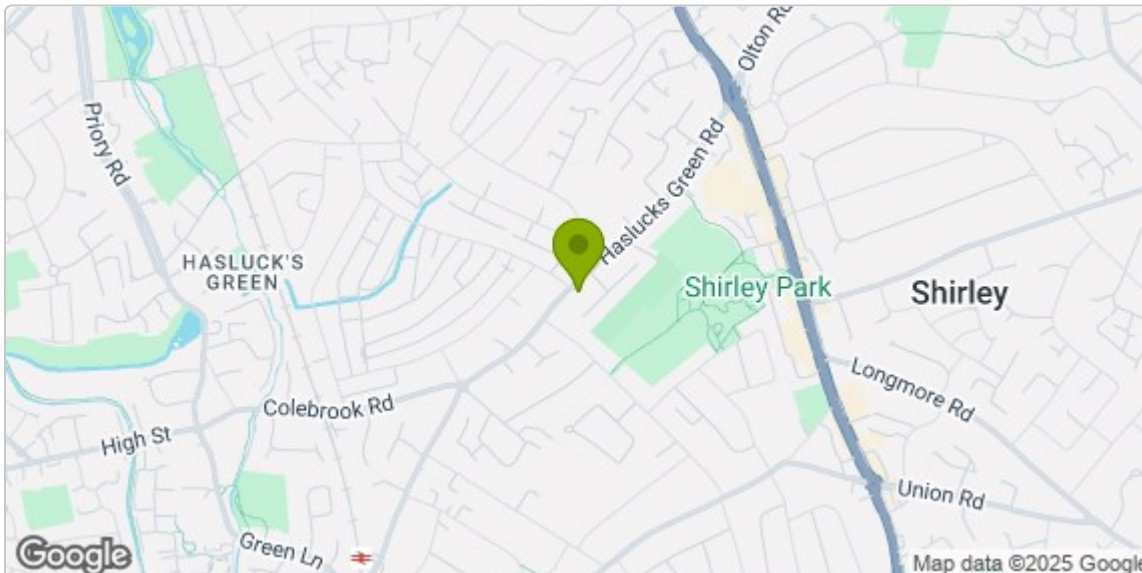 Olton Rd
Priory Rd
Haslucks Green Rd
HASLUCK'S
GREEN
Shirley Park
Shirley
Longmore Rd
Colebrook Rd
High St
Union Rd
Green Ln
Google
Map data ©2025 Google